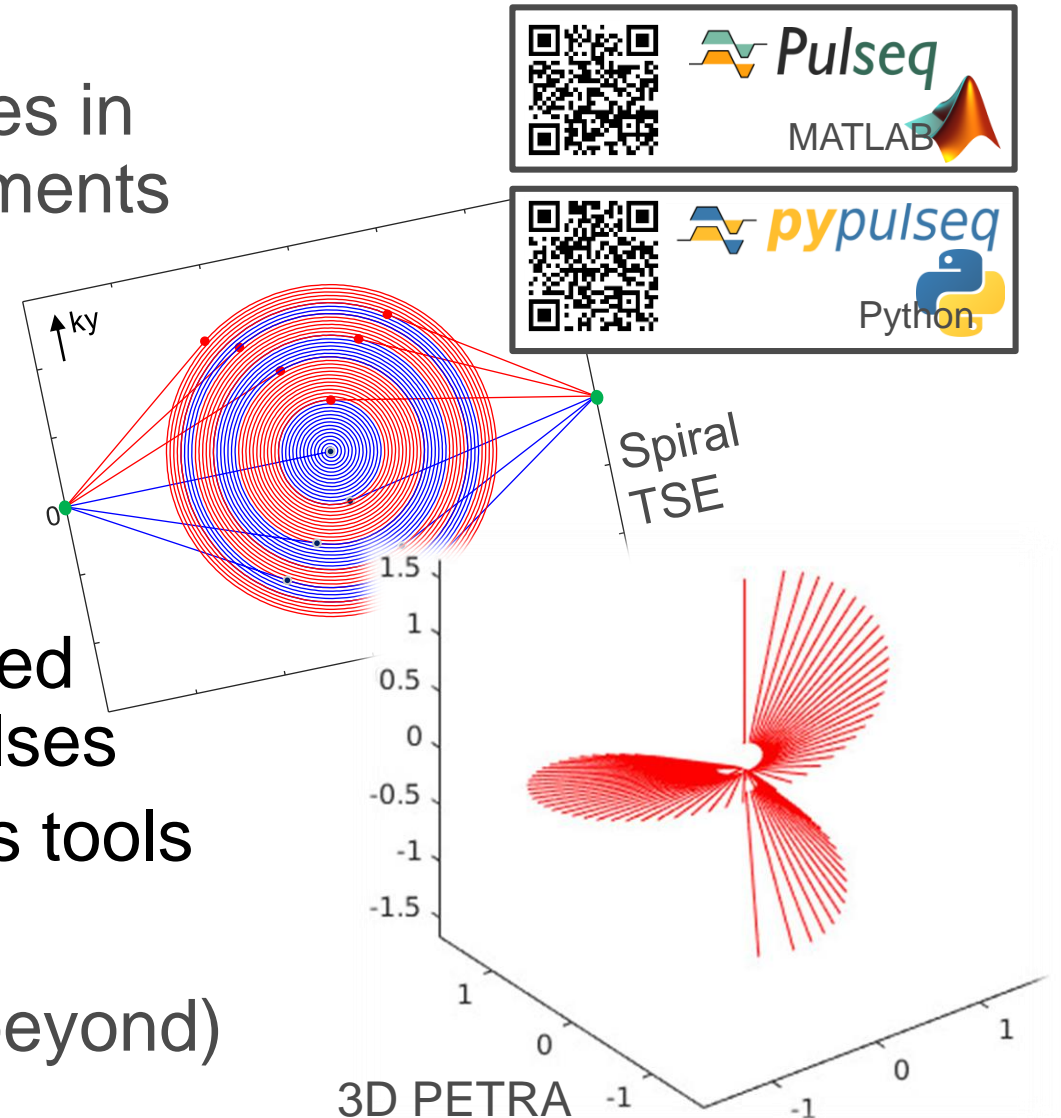 es in
ments
Pulseq
MATLAB
pypulseq
Python
ky
0
Spiral
TSE
ed
lses
s tools
eyond)
1.5
1
0.5
0
-0.5
-1
-1.5
1
0
-1
1
0
-1
3D PETRA